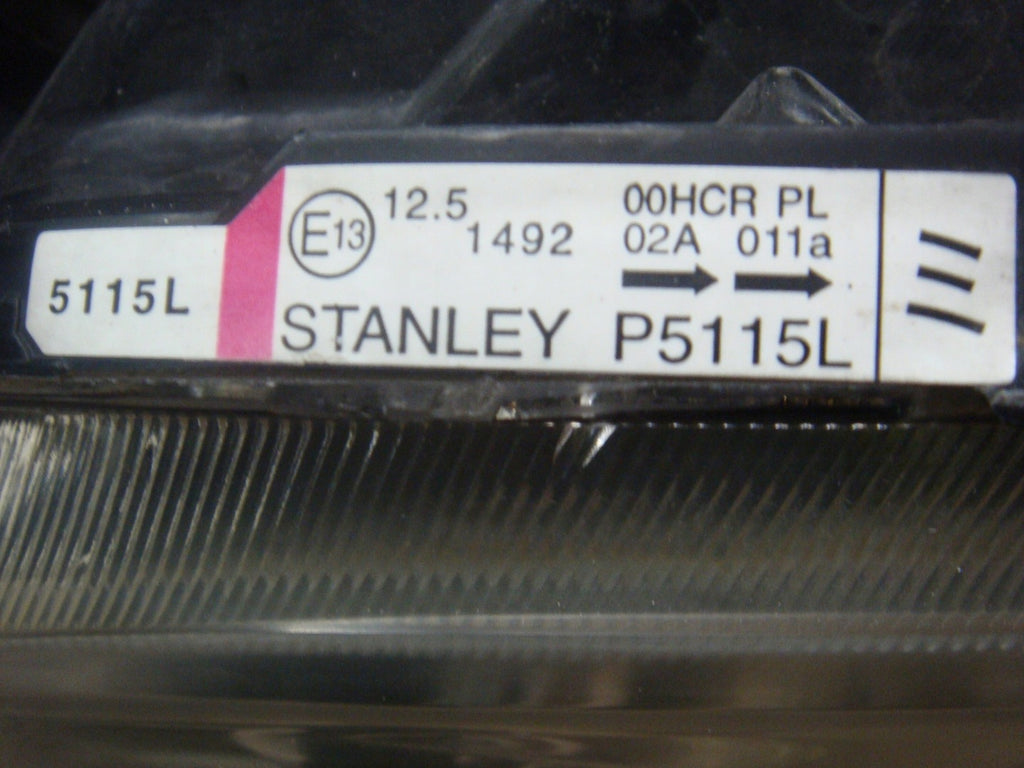 5115L
E13 12.5
1492
STANLEY
00HCR PL
02A 011a
P5115L